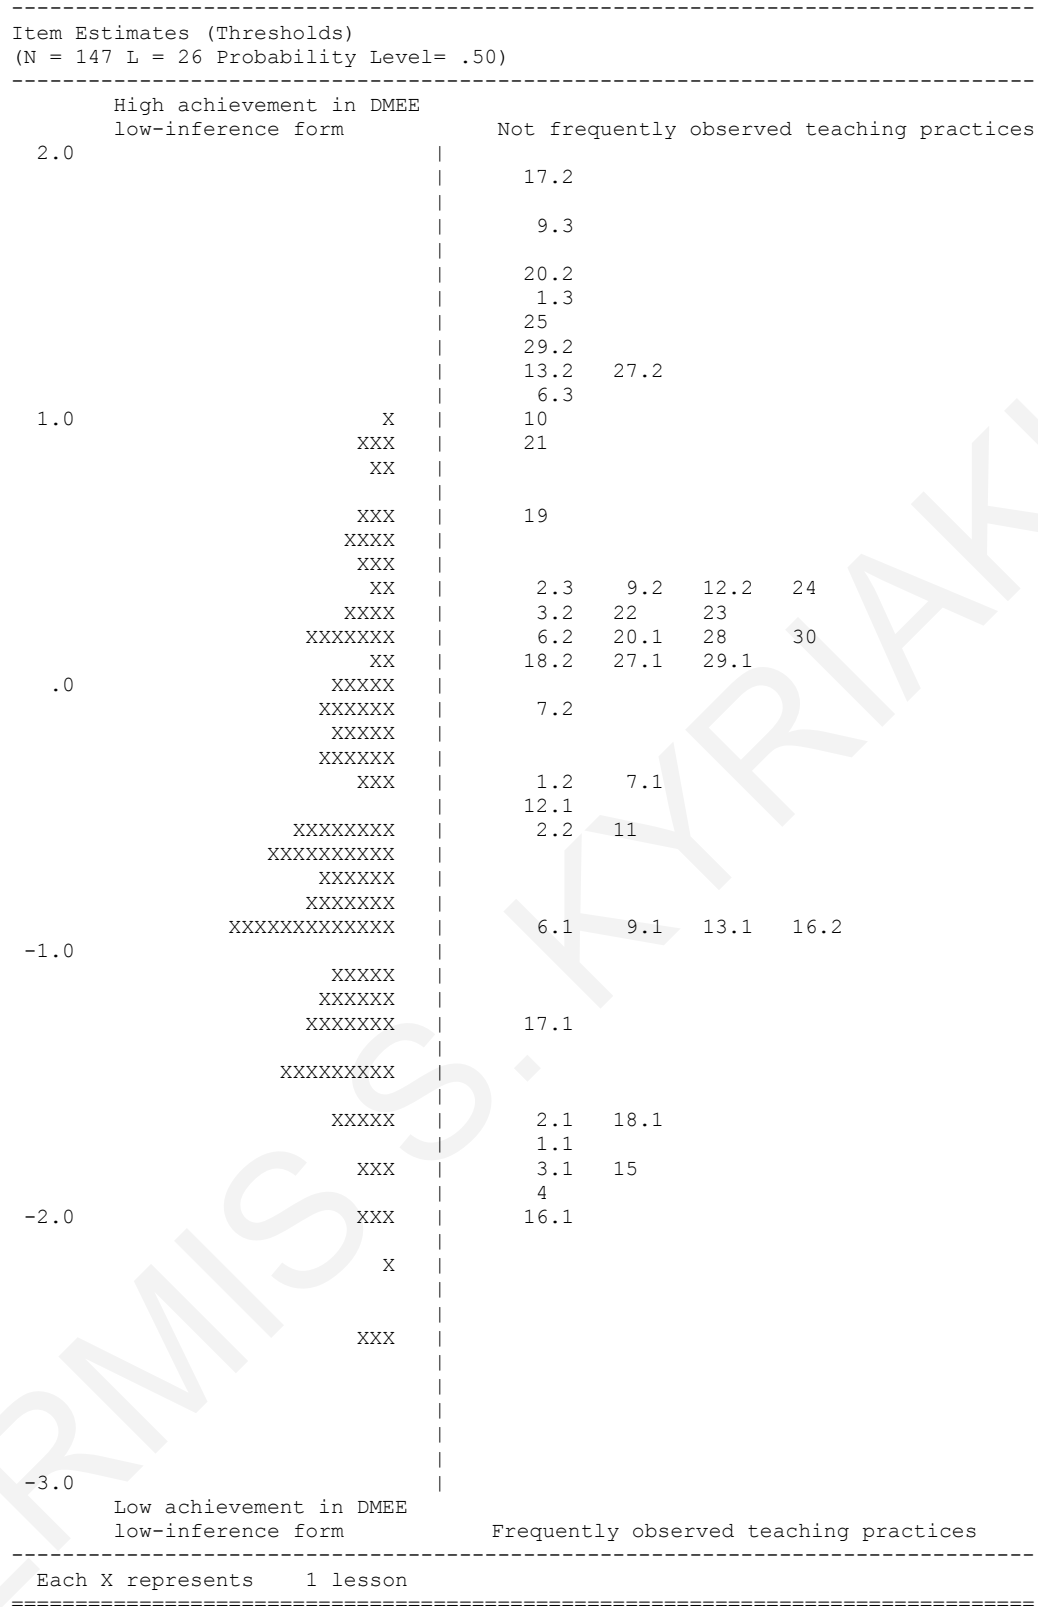 --------------------------------------------------------------------------------
Item Estimates (Thresholds)
(N = 147 L = 26 Probability Level= .50)
--------------------------------------------------------------------------------
High achievement in DMEE
low-inference form Not frequently observed teaching practices
2.0 |
| 17.2
|
| 9.3
|
| 20.2
| 1.3
| 25
| 29.2
| 13.2 27.2
| 6.3
1.0 X | 10
XXX | 21
XX |
|
XXX | 19
XXXX |
XXX |
XX | 2.3 9.2 12.2 24
XXXX | 3.2 22 23
XXXXXXX | 6.2 20.1 28 30
XX | 18.2 27.1 29.1
.0 XXXXX |
XXXXXX | 7.2
XXXXX |
XXXXXX |
XXX | 1.2 7.1
| 12.1
XXXXXXXX | 2.2 11
XXXXXXXXXX |
XXXXXX |
XXXXXXX |
XXXXXXXXXXXXX | 6.1 9.1 13.1 16.2
-1.0 |
XXXXX |
XXXXXX |
XXXXXXX | 17.1
|
XXXXXXXXX |
|
XXXXX | 2.1 18.1
| 1.1
XXX | 3.1 15
| 4
-2.0 XXX | 16.1
|
X |
|
|
XXX |
|
|
|
|
|
-3.0 |
Low achievement in DMEE
low-inference form Frequently observed teaching practices
--------------------------------------------------------------------------------
Each X represents 1 lesson
================================================================================
ERMIS S. KYRIAK